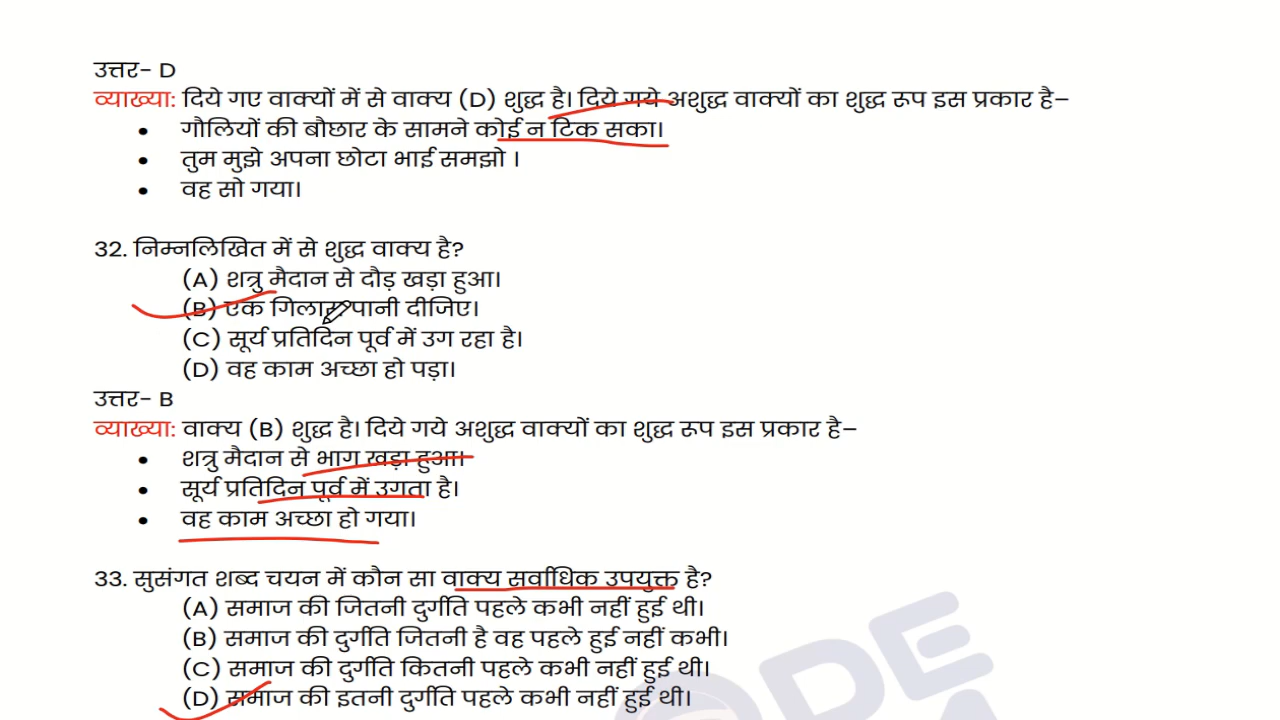 उत्तर- D
व्याख्या: दिये गए वाक्यों में से वाक्य (D) शुद्ध है। दिये गये अशुद्ध वाक्यों का शुद्ध रूप इस प्रकार है–
• गौलियों की बौछार के सामने कोई न टिक सका।
• तुम मुझे अपना छोटा भाई समझो ।
• वह सो गया।
32. निम्नलिखित में से शुद्ध वाक्य है?
(A) शत्रु मैदान से दौड़ खड़ा हुआ।
(B) एक गिलास पानी दीजिए।
(C) सूर्य प्रतिदिन पूर्व में उग रहा है।
(D) वह काम अच्छा हो पड़ा।
उत्तर- B
व्याख्या: वाक्य (B) शुद्ध है। दिये गये अशुद्ध वाक्यों का शुद्ध रूप इस प्रकार है–
• शत्रु मैदान से भाग खड़ा हुआ।
• सूर्य प्रतिदिन पूर्व में उगता है।
• वह काम अच्छा हो गया।
33. सुसंगत शब्द चयन में कौन सा वाक्य सर्वाधिक उपयुक्त है?
(A) समाज की जितनी दुर्गति पहले कभी नहीं हुई थी।
(B) समाज की दुर्गति जितनी है वह पहले हुई नहीं कभी।
(C) समाज की दुर्गति कितनी पहले कभी नहीं हुई थी।
(D) समाज की इतनी दुर्गति पहले कभी नहीं हुई थी।